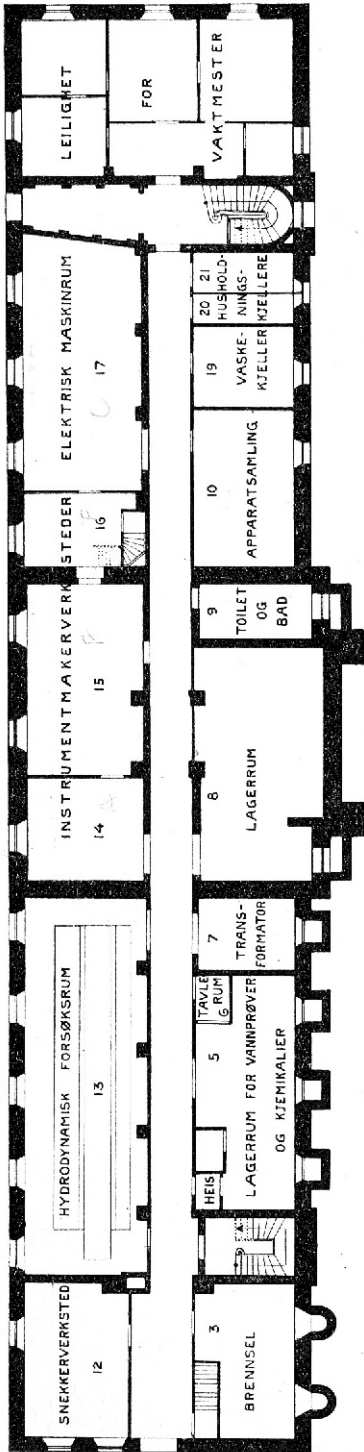 SNEKKERVERKSTED
12
HYDRODYNAMISK FORSØKSRUM
13
INSTRUMENTMAKERVERKSTEDER
14
15
16
ELEKTRISK MASKINRUM
17
LEILIGHET
FOR
VAKTMESTER
3
BRENNSEL
HEIS
5
TAVLE
RUM
6
LAGERRUM FOR VANNPRØVER
OG KJEMIKALIER
7
TRANS-
FORMATOR
8
LAGERRUM
9
TOILET
OG
BAD
10
APPARATSAMLING
19
VASKE-
KJELLER
20 21
HUSHOLD-
NINGS-
KJELLERE